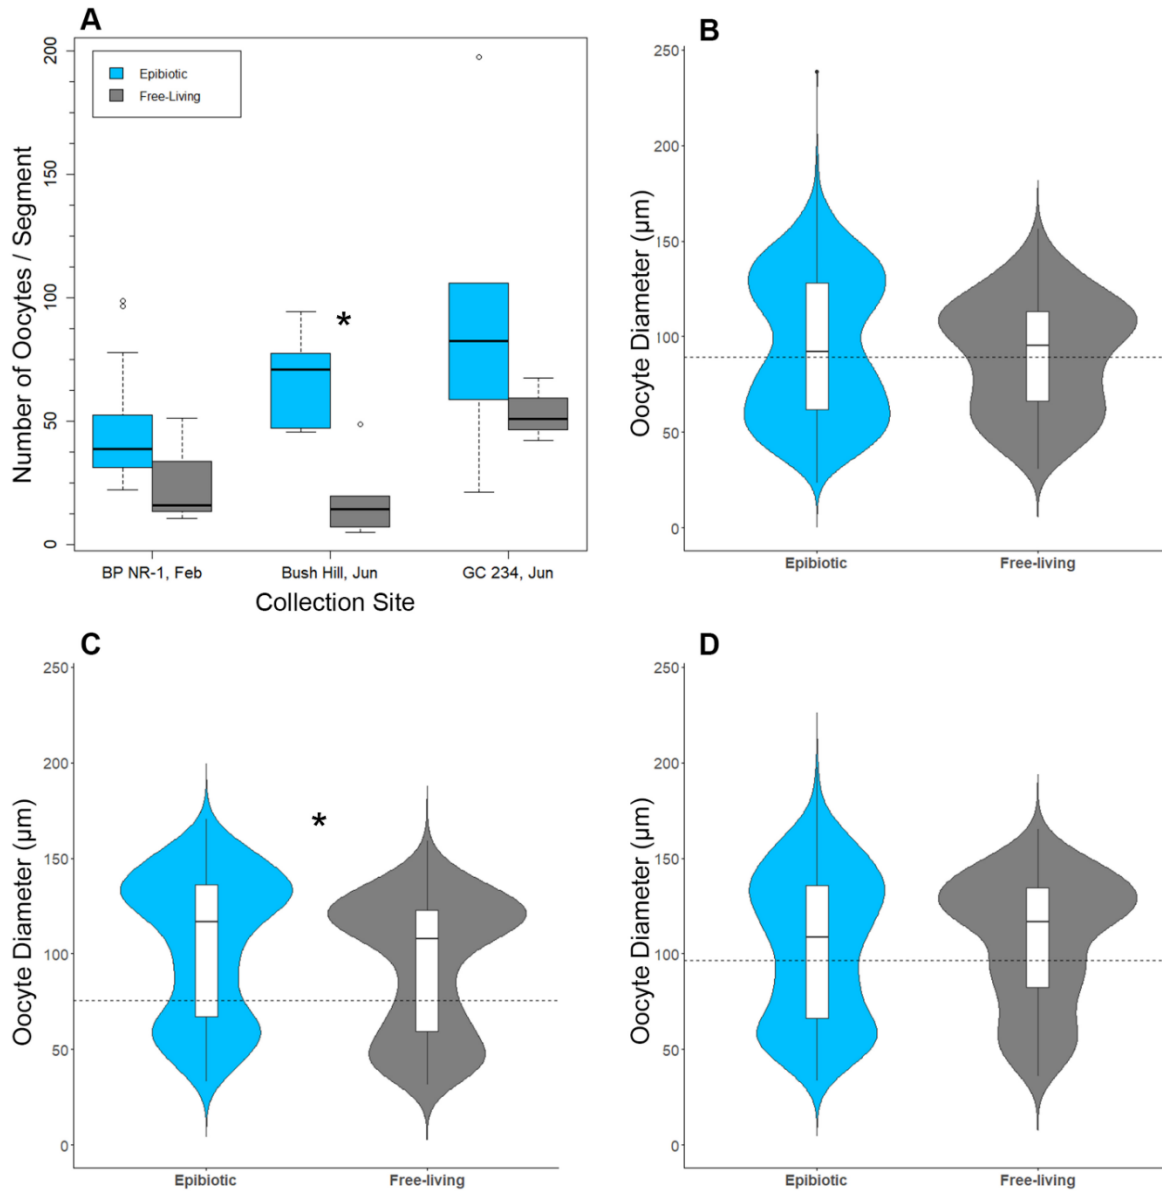 A
Number of Oocytes / Segment
200
150
100
50
0
Epibiotic
Free-Living
*
BP NR-1, Feb
Bush Hill, Jun
GC 234, Jun
Collection Site
B
Oocyte Diameter (µm)
250
200
150
100
50
0
Epibiotic
Free-living
C
Oocyte Diameter (µm)
250
200
150
100
50
0
*
Epibiotic
Free-living
D
Oocyte Diameter (µm)
250
200
150
100
50
0
Epibiotic
Free-living